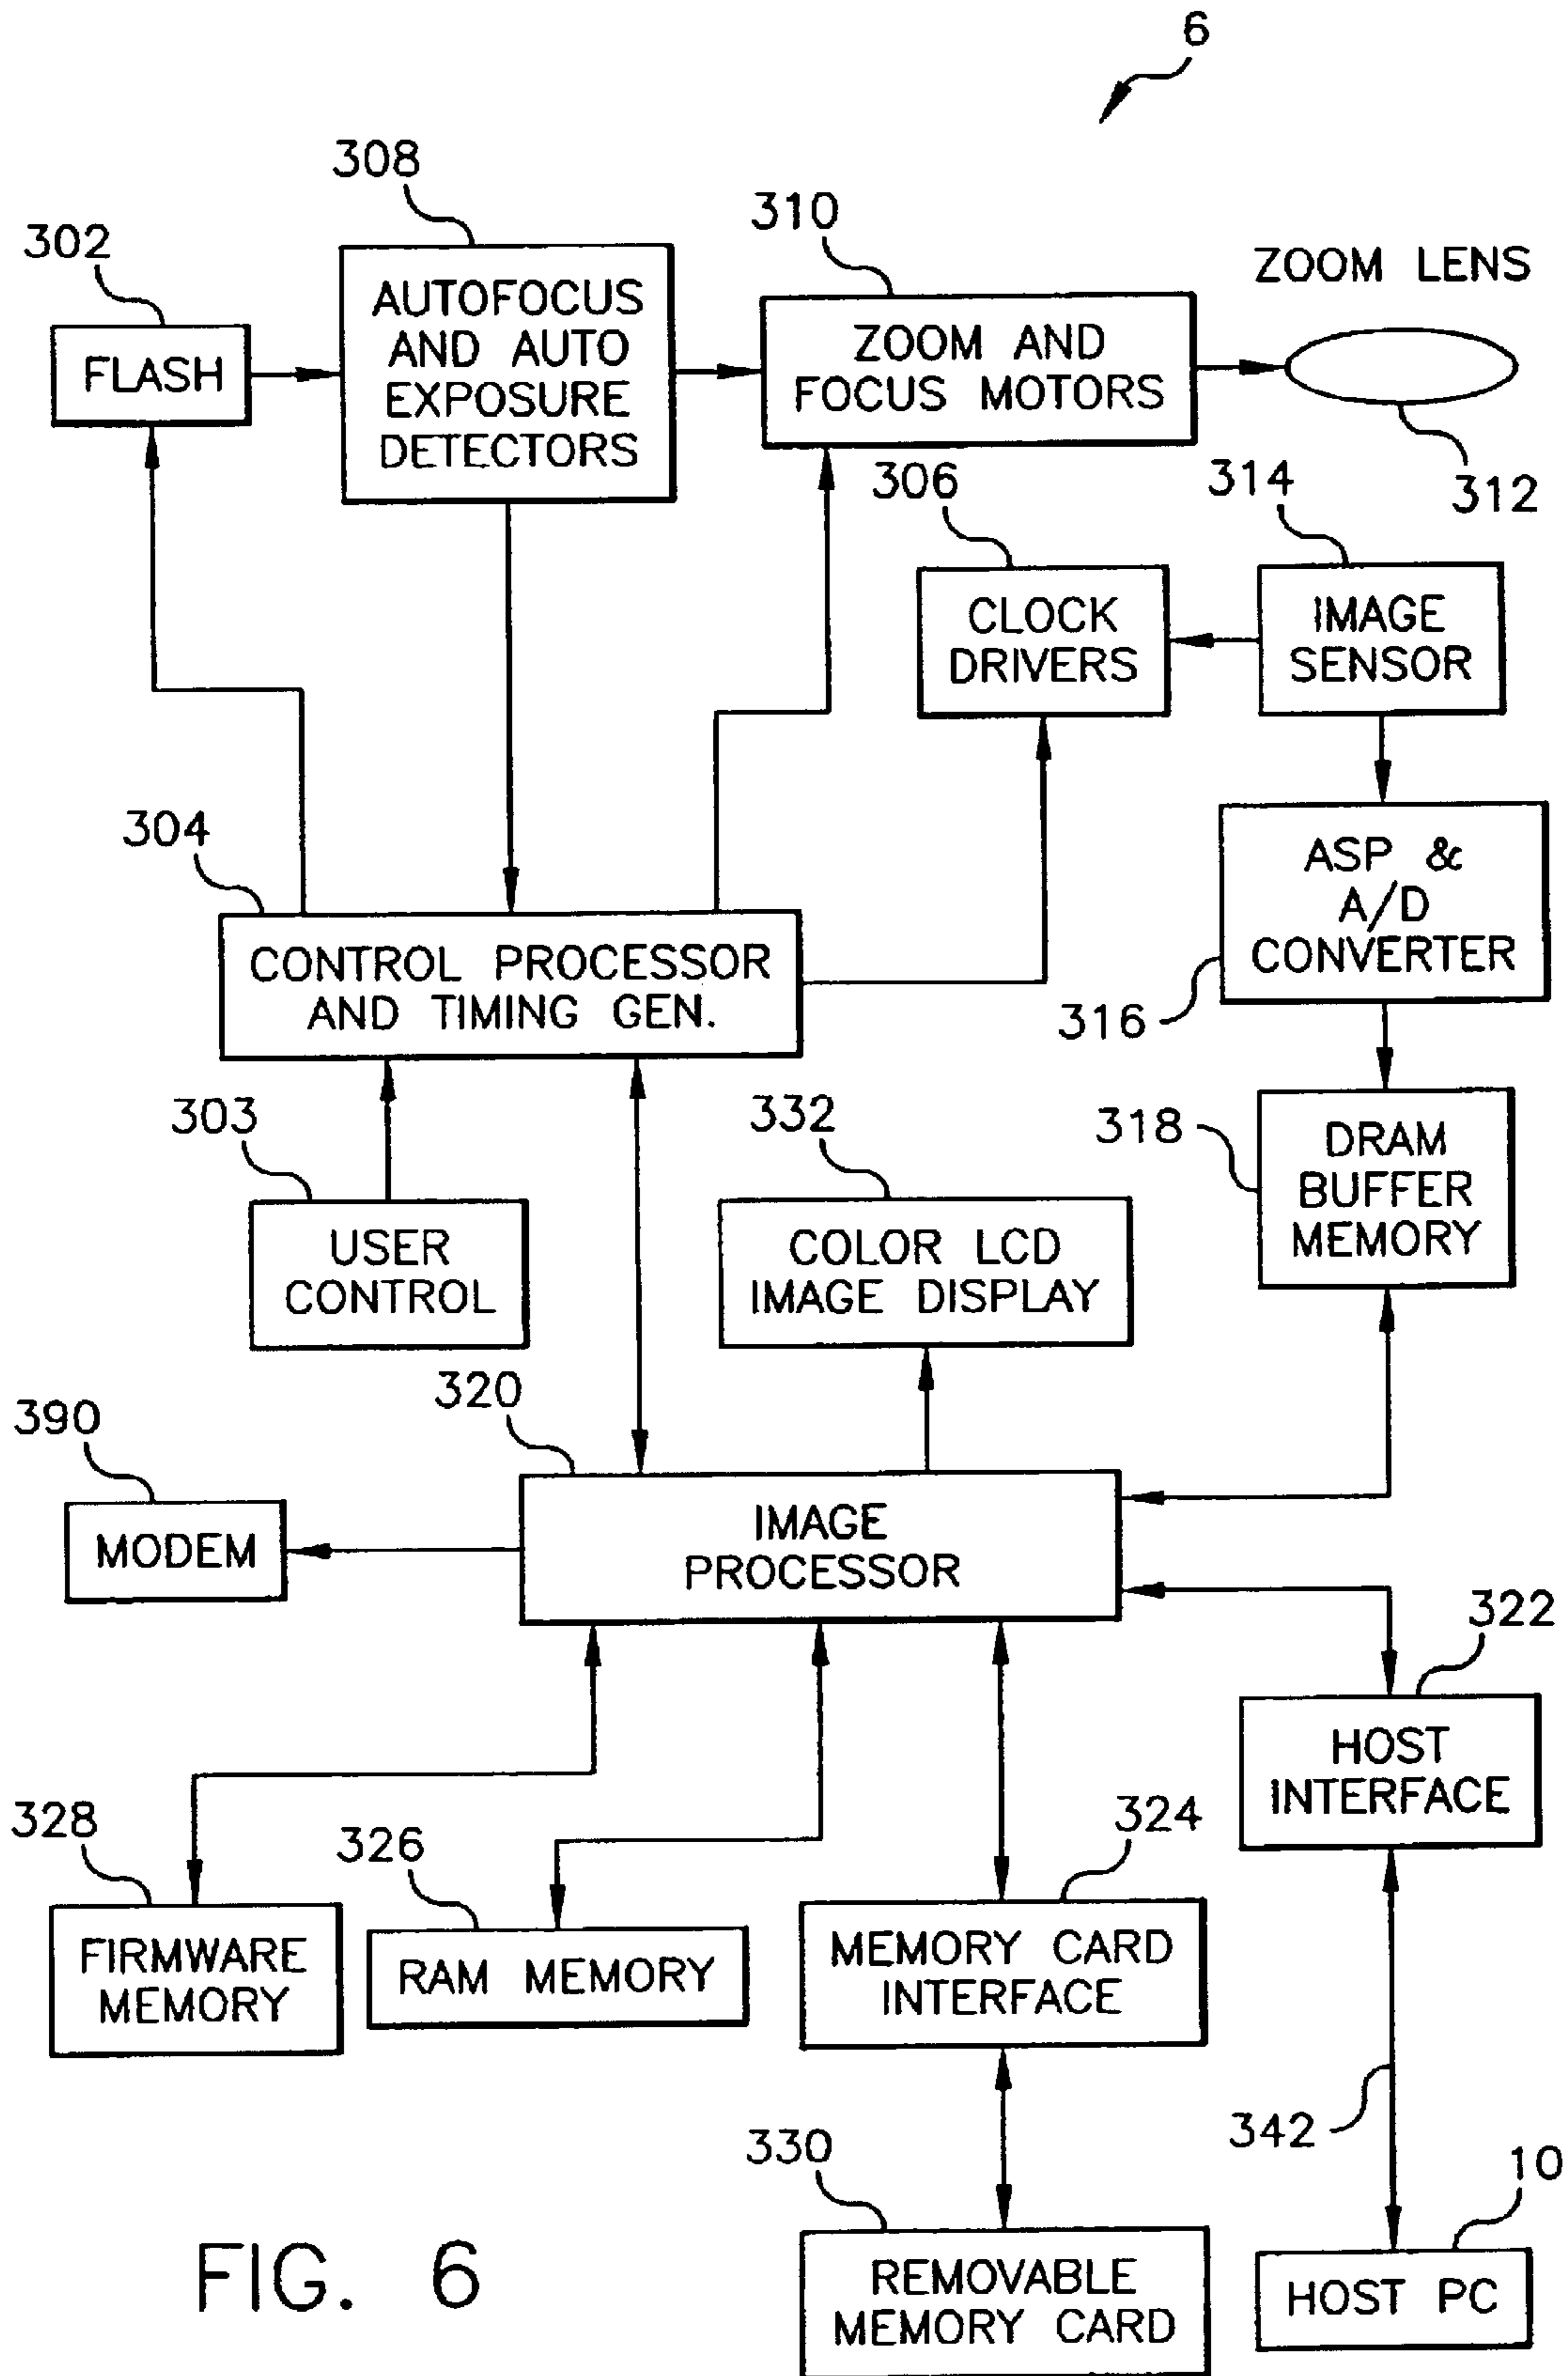 6
308
310
302
ZOOM LENS
AUTOFOCUS
AND AUTO
EXPOSURE
DETECTORS
ZOOM AND
FOCUS MOTORS
FLASH
306
314
312
CLOCK
DRIVERS
IMAGE
SENSOR
304
ASP &
A/D
CONVERTER
CONTROL PROCESSOR
AND TIMING GEN.
316
303
332
318
DRAM
BUFFER
MEMORY
USER
CONTROL
COLOR LCD
IMAGE DISPLAY
320
390
IMAGE
PROCESSOR
MODEM
322
HOST
INTERFACE
328
326
324
FIRMWARE
MEMORY
RAM MEMORY
MEMORY CARD
INTERFACE
342
330
10
REMOVABLE
MEMORY CARD
HOST PC
FIG. 6